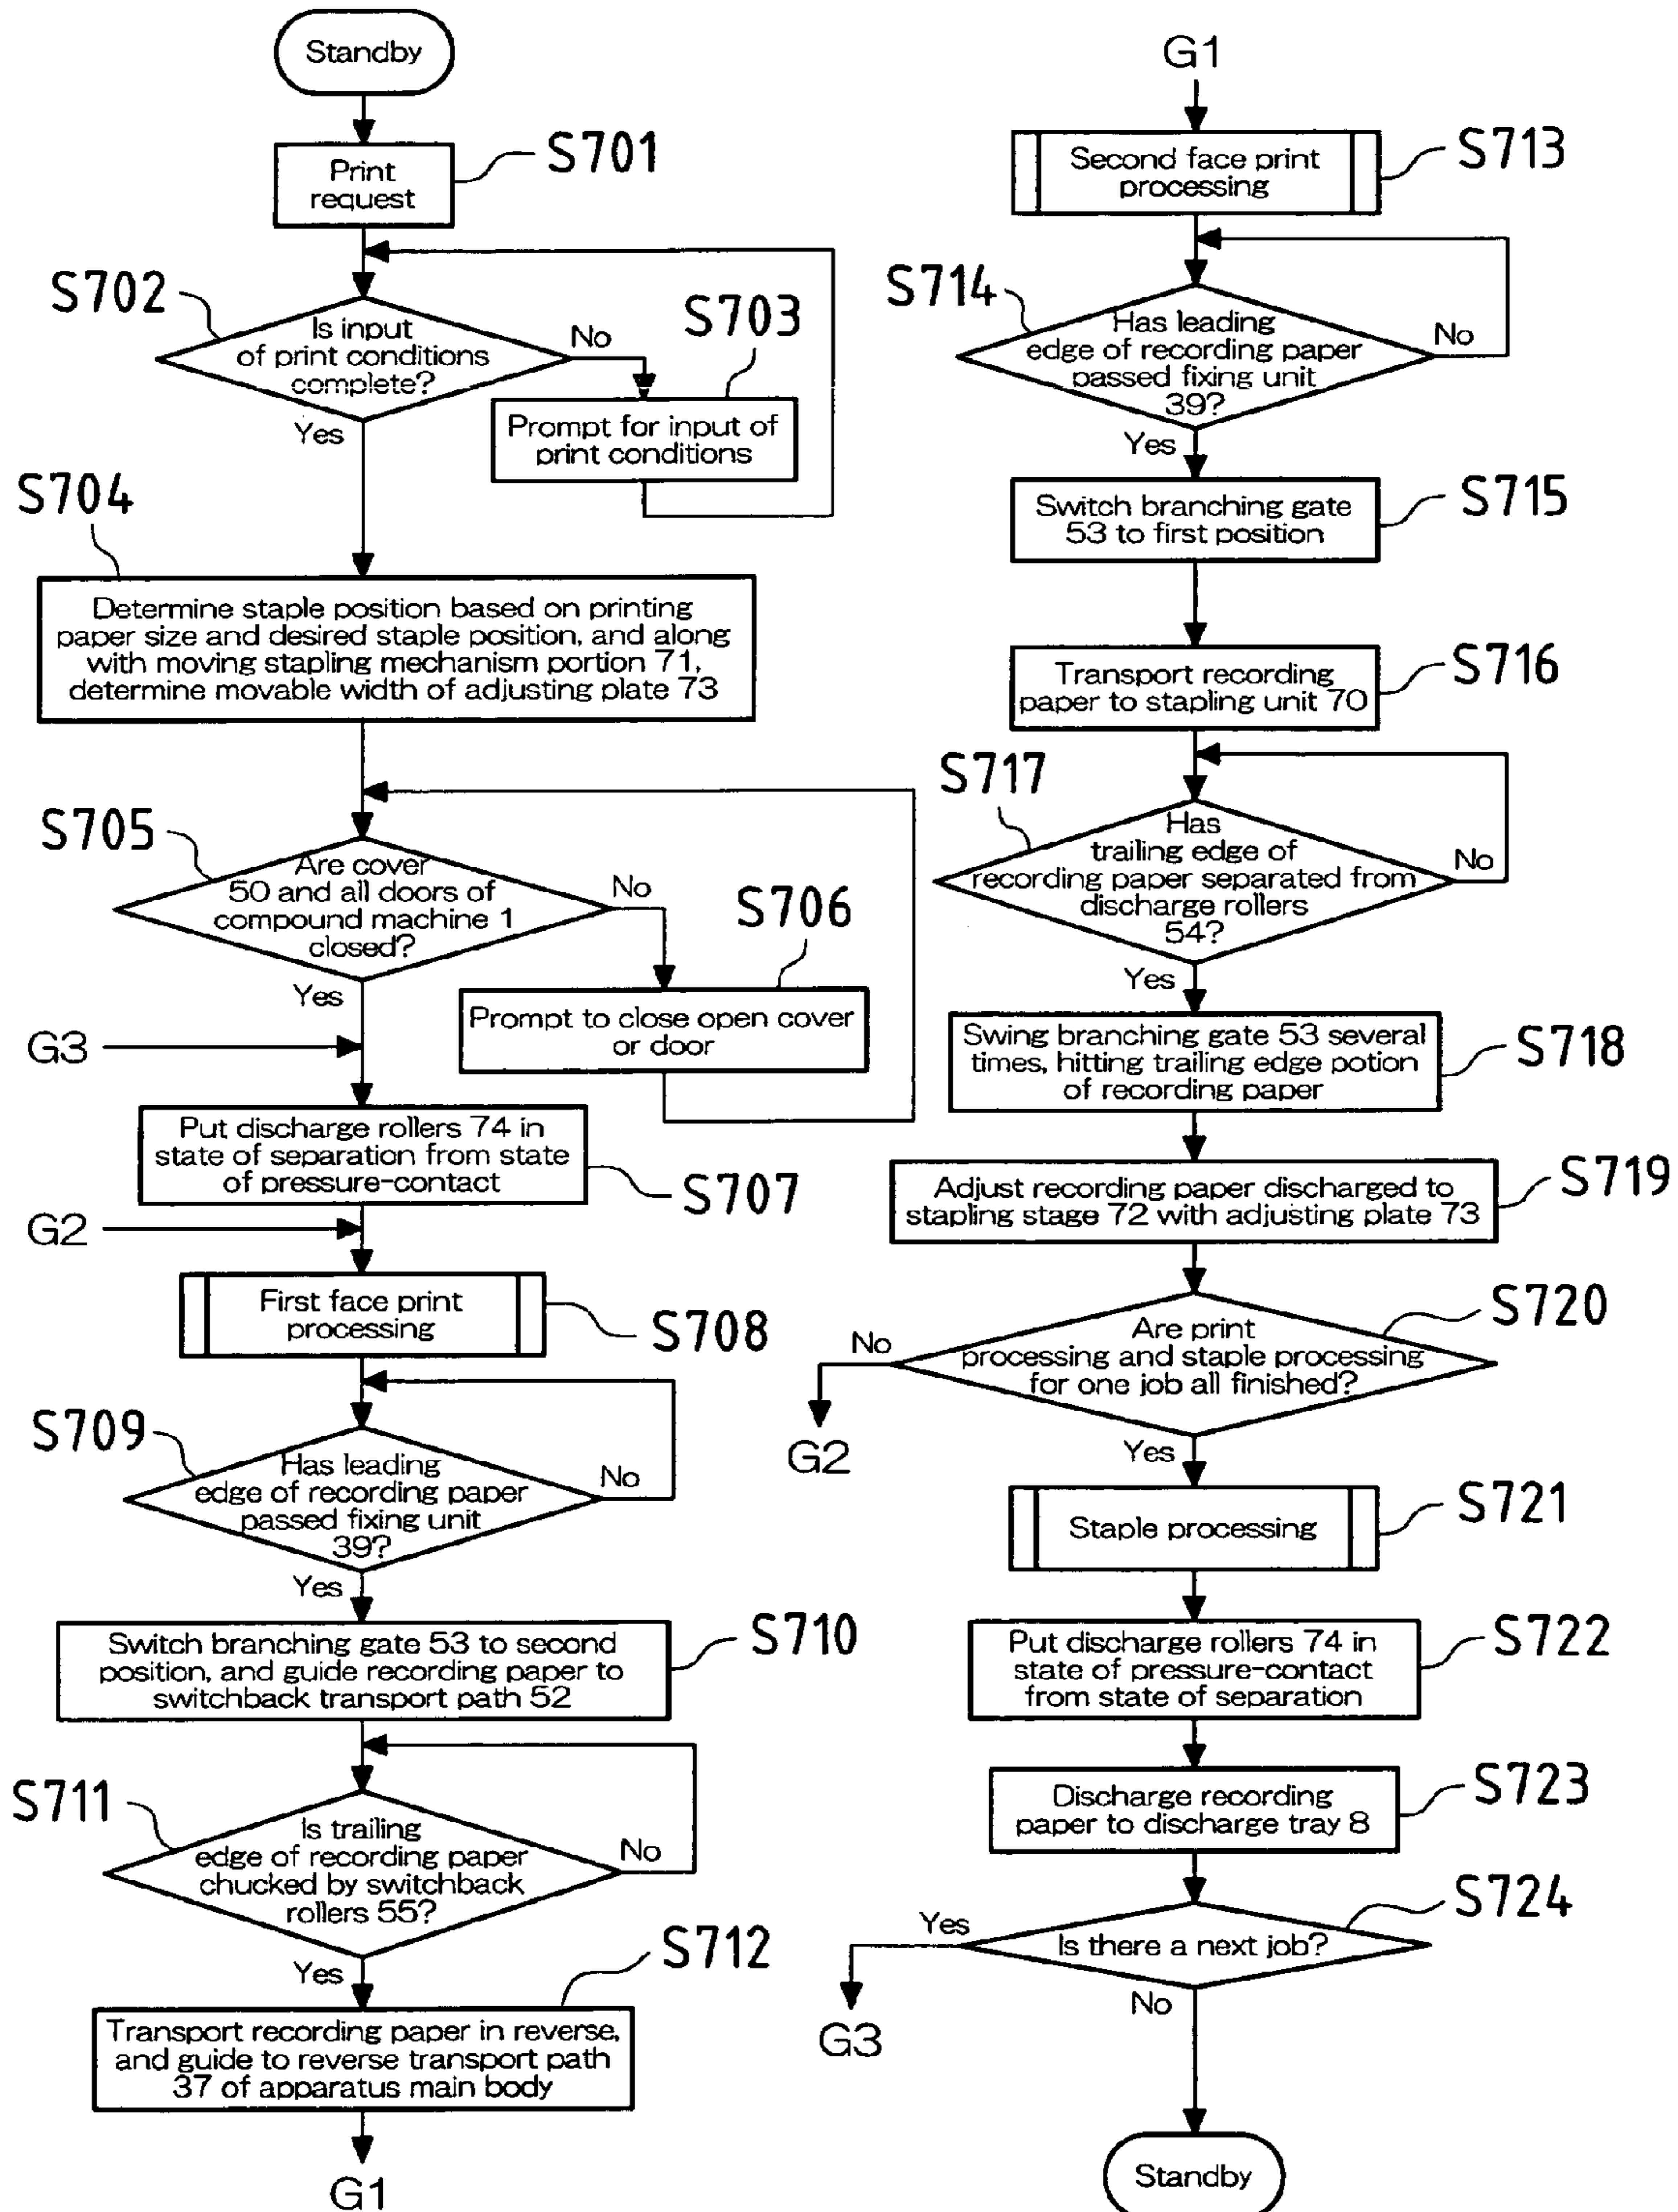 Standby
S701
Print
request
S702
Is input
of print conditions
complete?
No
Yes
S703
Prompt for input of
print conditions
S704
Determine staple position based on printing
paper size and desired staple position, and along
with moving stapling mechanism portion 71,
determine movable width of adjusting plate 73
S705
Are cover
50 and all doors of
compound machine 1
closed?
No
Yes
S706
Prompt to close open cover
or door
G3
Put discharge rollers 74 in
state of separation from state
of pressure-contact
S707
G2
First face print
processing
S708
S709
Has leading
edge of recording paper
passed fixing unit
39?
No
Yes
S710
Switch branching gate 53 to second
position, and guide recording paper to
switchback transport path 52
S711
Is trailing
edge of recording paper
chucked by switchback
rollers 55?
No
Yes
S712
Transport recording paper in reverse,
and guide to reverse transport path
37 of apparatus main body
G1
G1
S713
Second face print
processing
S714
Has leading
edge of recording paper
passed fixing unit
39?
No
Yes
S715
Switch branching gate
53 to first position
S716
Transport recording
paper to stapling unit 70
S717
Has
trailing edge of
recording paper separated from
discharge rollers
54?
No
Yes
S718
Swing branching gate 53 several
times, hitting trailing edge potion
of recording paper
S719
Adjust recording paper discharged to
stapling stage 72 with adjusting plate 73
S720
Are print
processing and staple processing
for one job all finished?
No
G2
Yes
S721
Staple processing
S722
Put discharge rollers 74 in
state of pressure-contact
from state of separation
S723
Discharge recording
paper to discharge tray 8
S724
Is there a next job?
Yes
G3
No
Standby